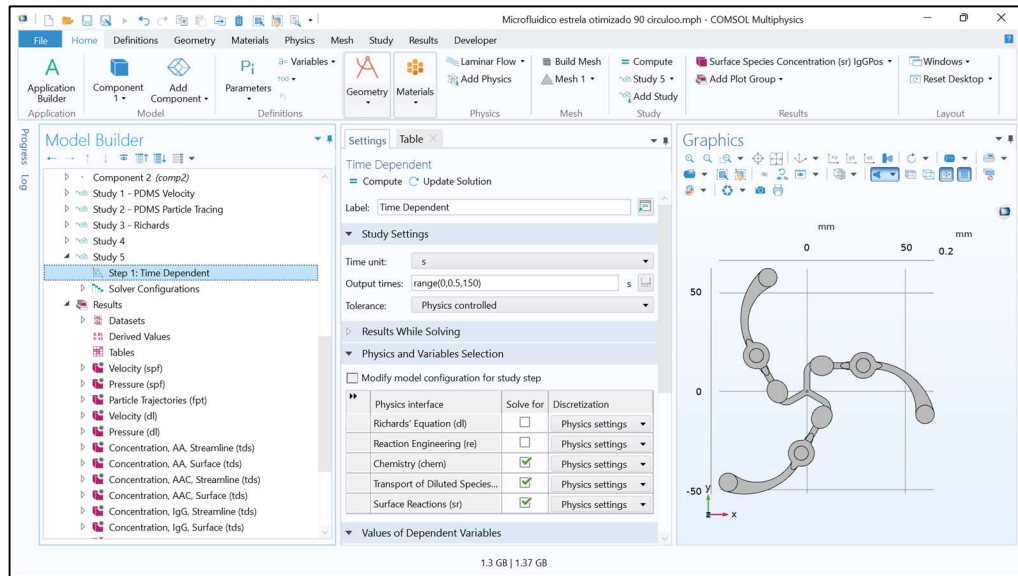 Microfluidico estrela otimizado 90 circuloo.mph - COMSOL Multiphysics
File Home Definitions Geometry Materials Physics Mesh Study Results Developer
A
Application Builder
Application
Component 1
Add Component
Model
Pi
Parameters
a= Variables
f(x)
Pi
Definitions
Geometry
Materials
Laminar Flow
Add Physics
Physics
Build Mesh
Mesh 1
Mesh
= Compute
Study 5
Add Study
Study
Surface Species Concentration (sr) IgGPos
Add Plot Group
Results
Windows
Reset Desktop
Layout
Progress
Log
Model Builder
Component 2 (comp2)
Study 1 - PDMS Velocity
Study 2 - PDMS Particle Tracing
Study 3 - Richards
Study 4
Study 5
Step 1: Time Dependent
Solver Configurations
Results
Datasets
Derived Values
Tables
Velocity (spf)
Pressure (spf)
Particle Trajectories (fpt)
Velocity (dl)
Pressure (dl)
Concentration, AA, Streamline (tds)
Concentration, AA, Surface (tds)
Concentration, AAC, Streamline (tds)
Concentration, AAC, Surface (tds)
Concentration, IgG, Streamline (tds)
Concentration, IgG, Surface (tds)
Settings Table
Time Dependent
= Compute Update Solution
Label: Time Dependent
Study Settings
Time unit: s
Output times: range(0,0.5,150) s
Tolerance: Physics controlled
Results While Solving
Physics and Variables Selection
Modify model configuration for study step
Physics interface Solve for Discretization
Richards' Equation (dl) Physics settings
Reaction Engineering (re) Physics settings
Chemistry (chem) Physics settings
Transport of Diluted Species... Physics settings
Surface Reactions (sr) Physics settings
Values of Dependent Variables
Graphics
mm
mm
0 50 0.2
50
0
-50
y
z x
1.3 GB | 1.37 GB